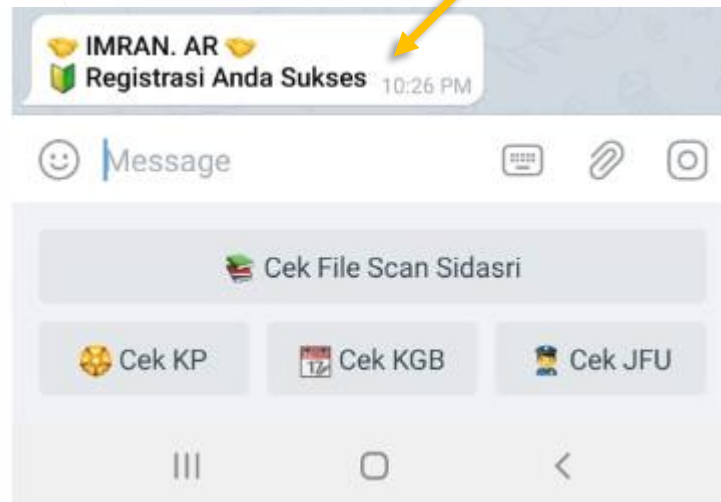 🤝 IMRAN. AR 🤝
🔰 Registrasi Anda Sukses 10:26 PM
Message
📚 Cek File Scan Sidasri
🏵️ Cek KP
📆 Cek KGB
👮 Cek JFU